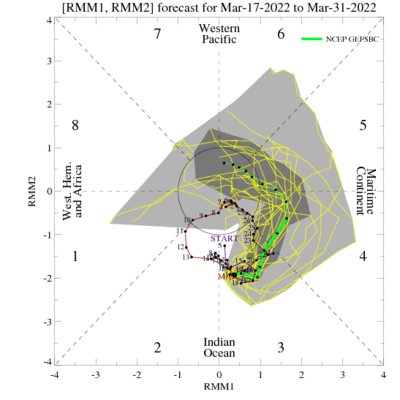 [RMM1, RMM2] forecast for Mar-17-2022 to Mar-31-2022
4
3
2
1
0
-1
-2
-3
-4
RMM2
7
Western
Pacific
6
NCEP GEFSBC
8
5
West. Hem.
and Africa
Maritime
Continent
START
1
4
2
Indian
Ocean
3
-4 -3 -2 -1 0 1 2 3 4
RMM1